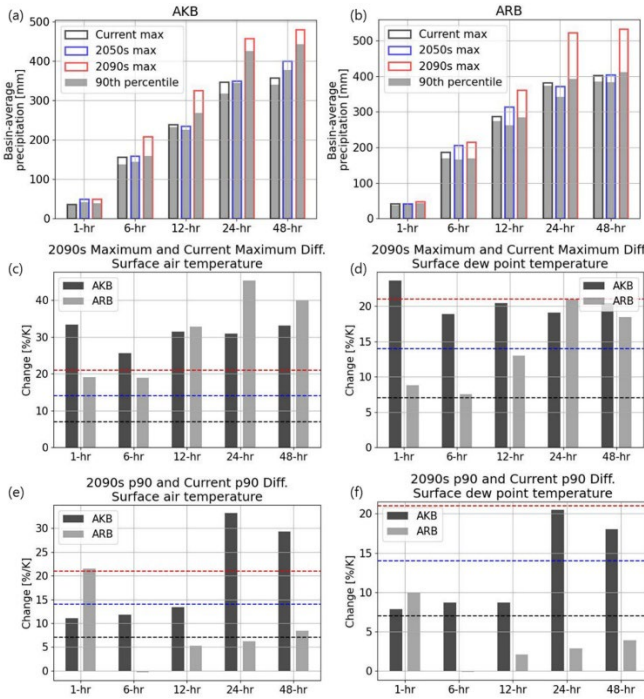 (a)
AKB
500
400
300
200
100
0
Basin-average
precipitation [mm]
Current max
2050s max
2090s max
90th percentile
1-hr
6-hr
12-hr
24-hr
48-hr
(b)
ARB
500
400
300
200
100
0
Basin-average
precipitation [mm]
Current max
2050s max
2090s max
90th percentile
1-hr
6-hr
12-hr
24-hr
48-hr
2090s Maximum and Current Maximum Diff.
(c)
Surface air temperature
40
30
20
10
0
Change [%/K]
AKB
ARB
1-hr
6-hr
12-hr
24-hr
48-hr
2090s Maximum and Current Maximum Diff.
(d)
Surface dew point temperature
20
15
10
5
0
Change [%/K]
AKB
ARB
1-hr
6-hr
12-hr
24-hr
48-hr
2090s p90 and Current p90 Diff.
(e)
Surface air temperature
30
25
20
15
10
5
0
Change [%/K]
AKB
ARB
1-hr
6-hr
12-hr
24-hr
48-hr
2090s p90 and Current p90 Diff.
(f)
Surface dew point temperature
20
15
10
5
0
Change [%/K]
AKB
ARB
1-hr
6-hr
12-hr
24-hr
48-hr